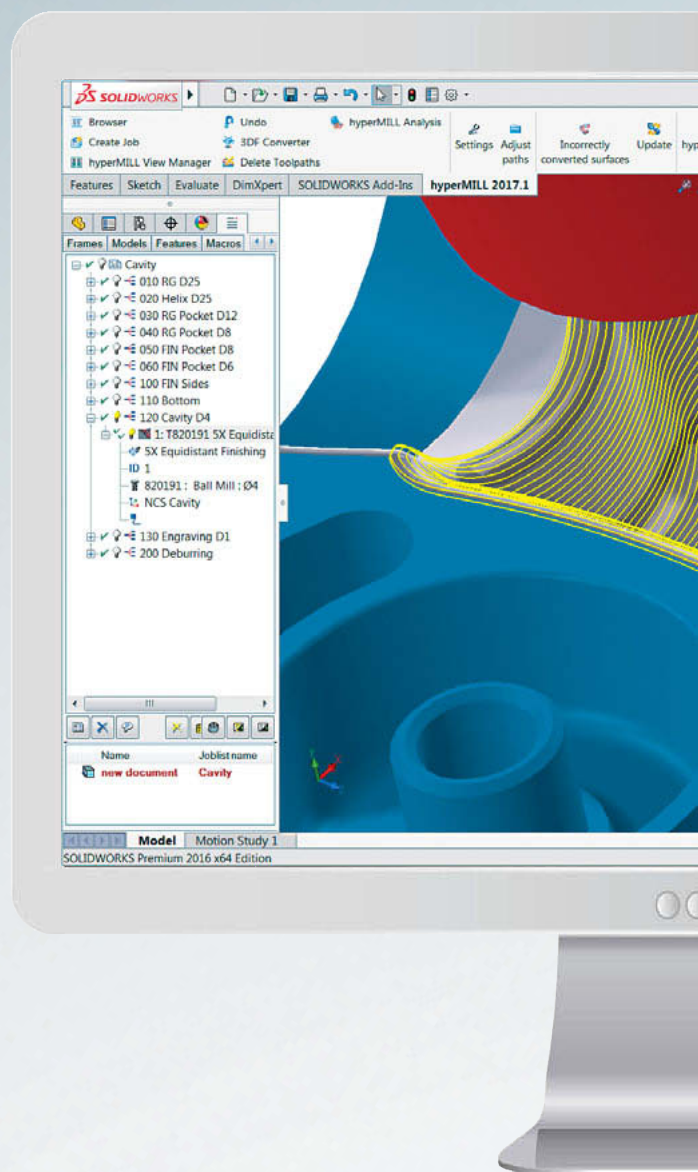 SOLIDWORKS
Browser Undo hyperMILL Analysis
Create Job 3DF Converter Settings Adjust paths Incorrectly converted surfaces Update
hyperMILL View Manager Delete Toolpaths
Features Sketch Evaluate DimXpert SOLIDWORKS Add-Ins hyperMILL 2017.1
Frames Models Features Macros
Cavity
010 RG D25
020 Helix D25
030 RG Pocket D12
040 RG Pocket D8
050 FIN Pocket D8
060 FIN Pocket D6
100 FIN Sides
110 Bottom
120 Cavity D4
1: T820191 5X Equidista
5X Equidistant Finishing
ID 1
820191 : Ball Mill : Ø4
NCS Cavity
130 Engraving D1
200 Deburring
Name Joblist name
new document Cavily
Model Motion Study 1
SOLIDWORKS Premium 2016 x64 Edition